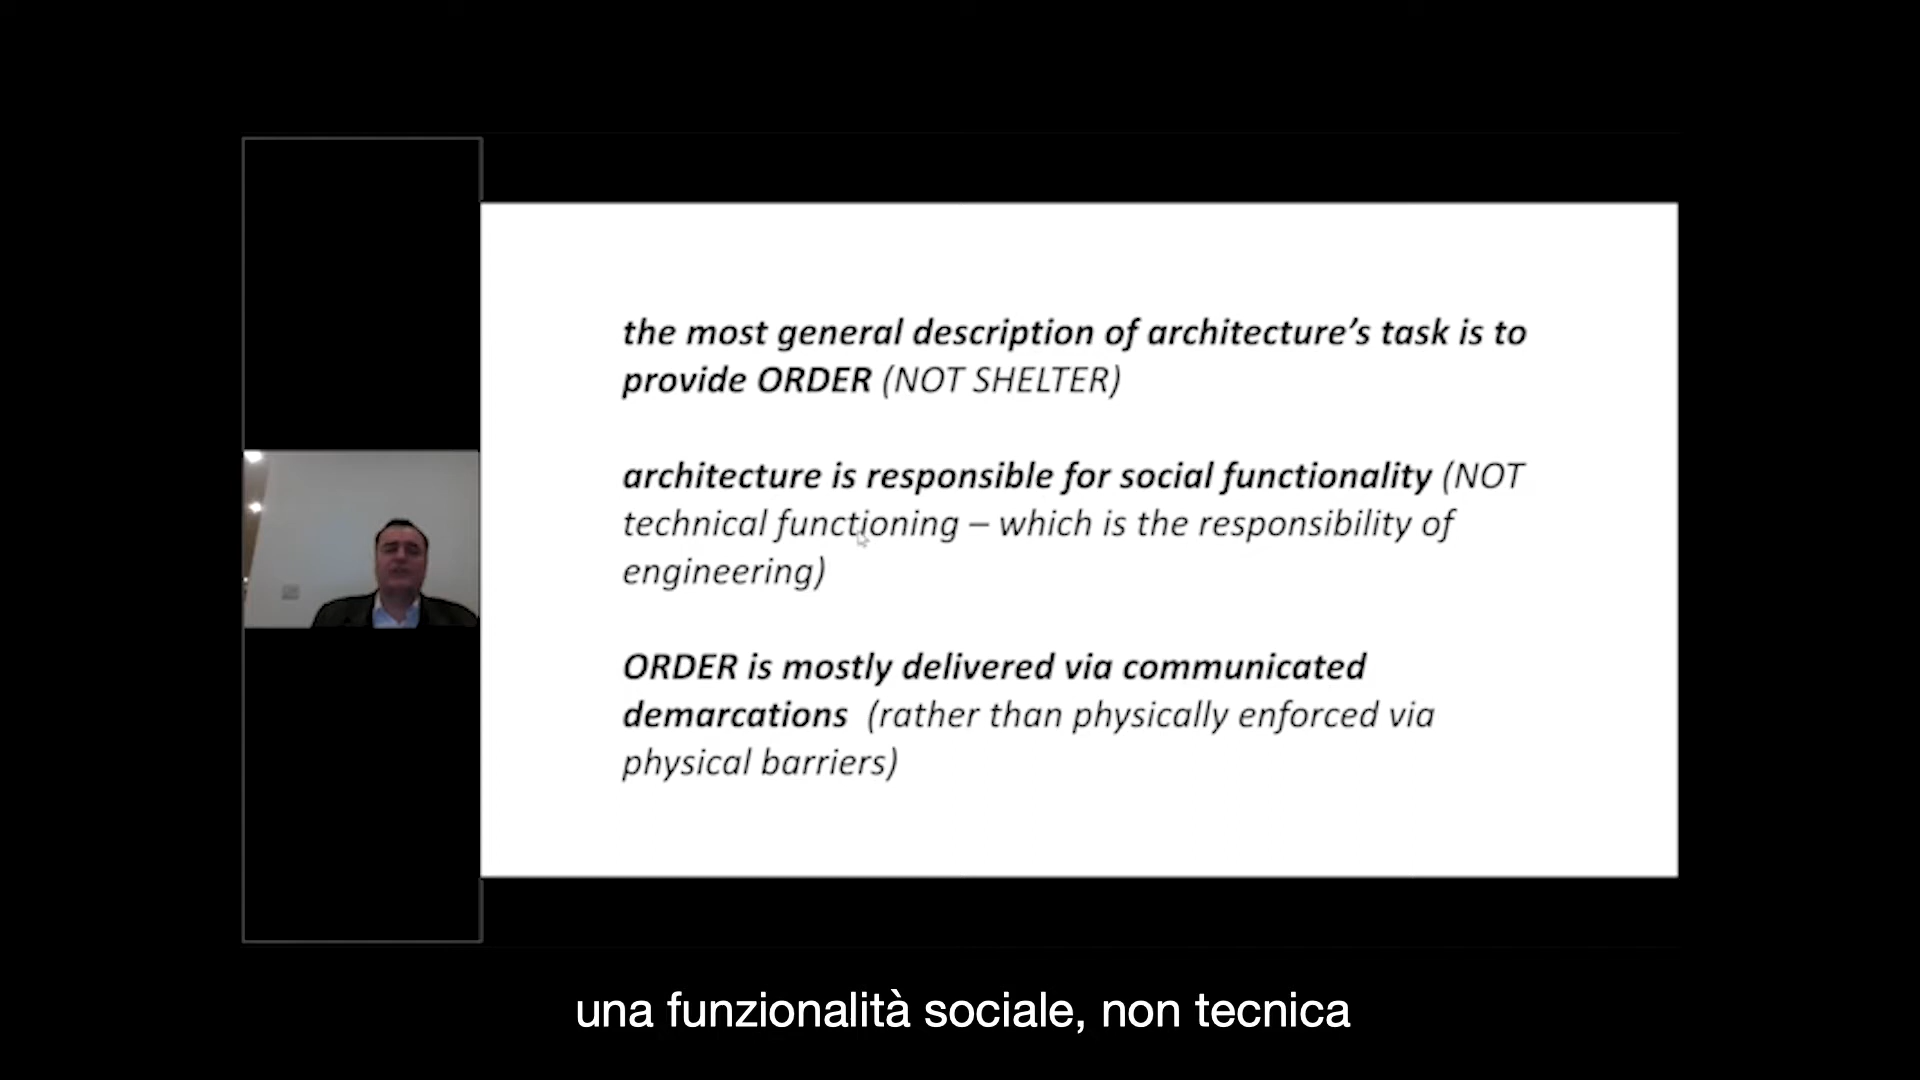 the most general description of architecture’s task is to
provide ORDER (NOT SHELTER)
architecture is responsible for social functionality (NOT
technical functioning – which is the responsibility of
engineering)
ORDER is mostly delivered via communicated
demarcations (rather than physically enforced via
physical barriers)
una funzionalità sociale, non tecnica